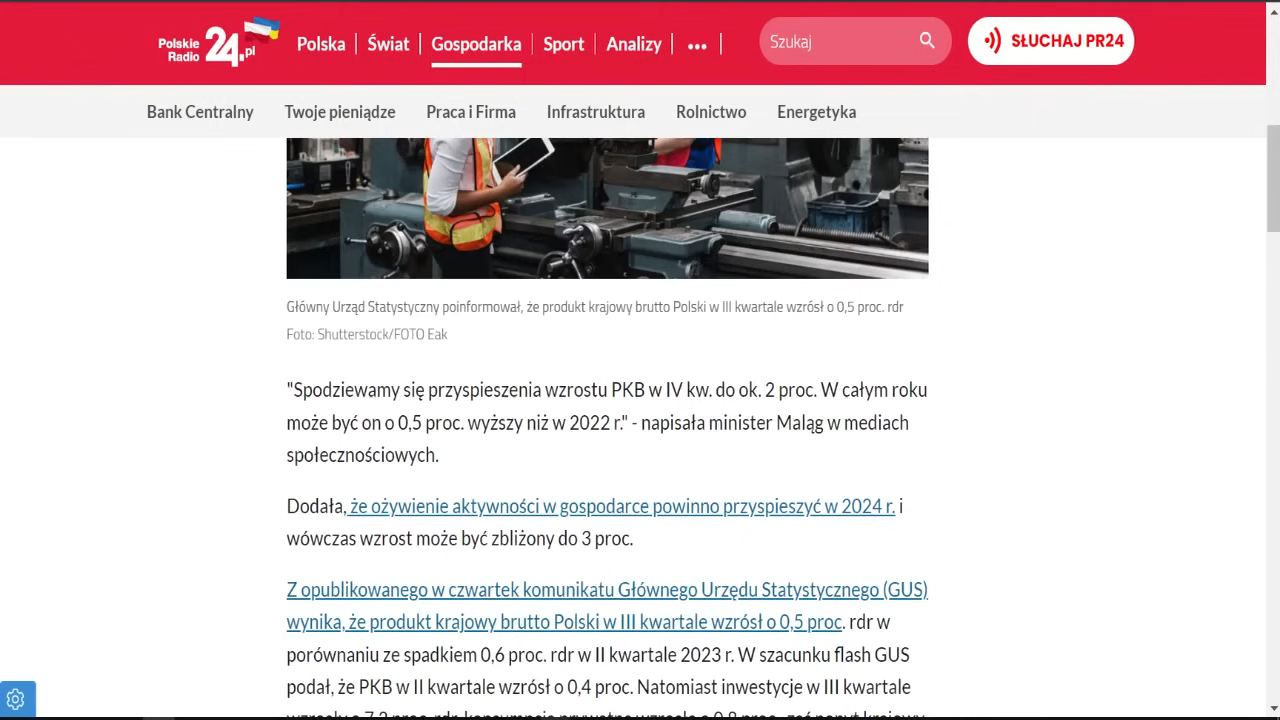 Polskie Radio 24.pl
Polska
Świat
Gospodarka
Sport
Analizy
•••
Szukaj
SŁUCHAJ PR24
Bank Centralny
Twoje pieniądze
Praca i Firma
Infrastruktura
Rolnictwo
Energetyka
Główny Urząd Statystyczny poinformował, że produkt krajowy brutto Polski w III kwartale wzrósł o 0,5 proc. rdr
Foto: Shutterstock/FOTO Eak
"Spodziewamy się przyspieszenia wzrostu PKB w IV kw. do ok. 2 proc. W całym roku
może być on o 0,5 proc. wyższy niż w 2022 r." - napisała minister Maląg w mediach
społecznościowych.
Dodała, że ożywienie aktywności w gospodarce powinno przyspieszyć w 2024 r. i
wówczas wzrost może być zbliżony do 3 proc.
Z opublikowanego w czwartek komunikatu Głównego Urzędu Statystycznego (GUS)
wynika, że produkt krajowy brutto Polski w III kwartale wzrósł o 0,5 proc. rdr w
porównaniu ze spadkiem 0,6 proc. rdr w II kwartale 2023 r. W szacunku flash GUS
podał, że PKB w II kwartale wzrósł o 0,4 proc. Natomiast inwestycje w III kwartale